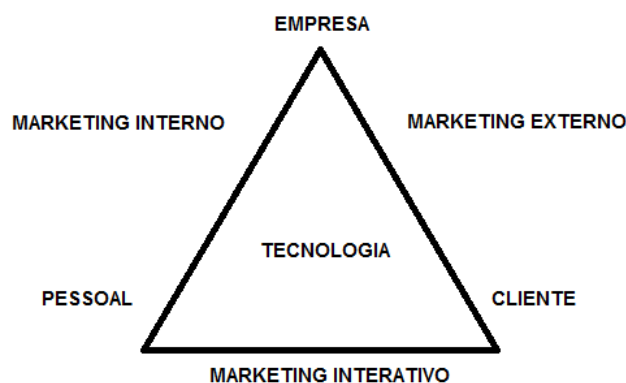 EMPRESA
MARKETING INTERNO
MARKETING EXTERNO
TECNOLOGIA
PESSOAL
CLIENTE
MARKETING INTERATIVO